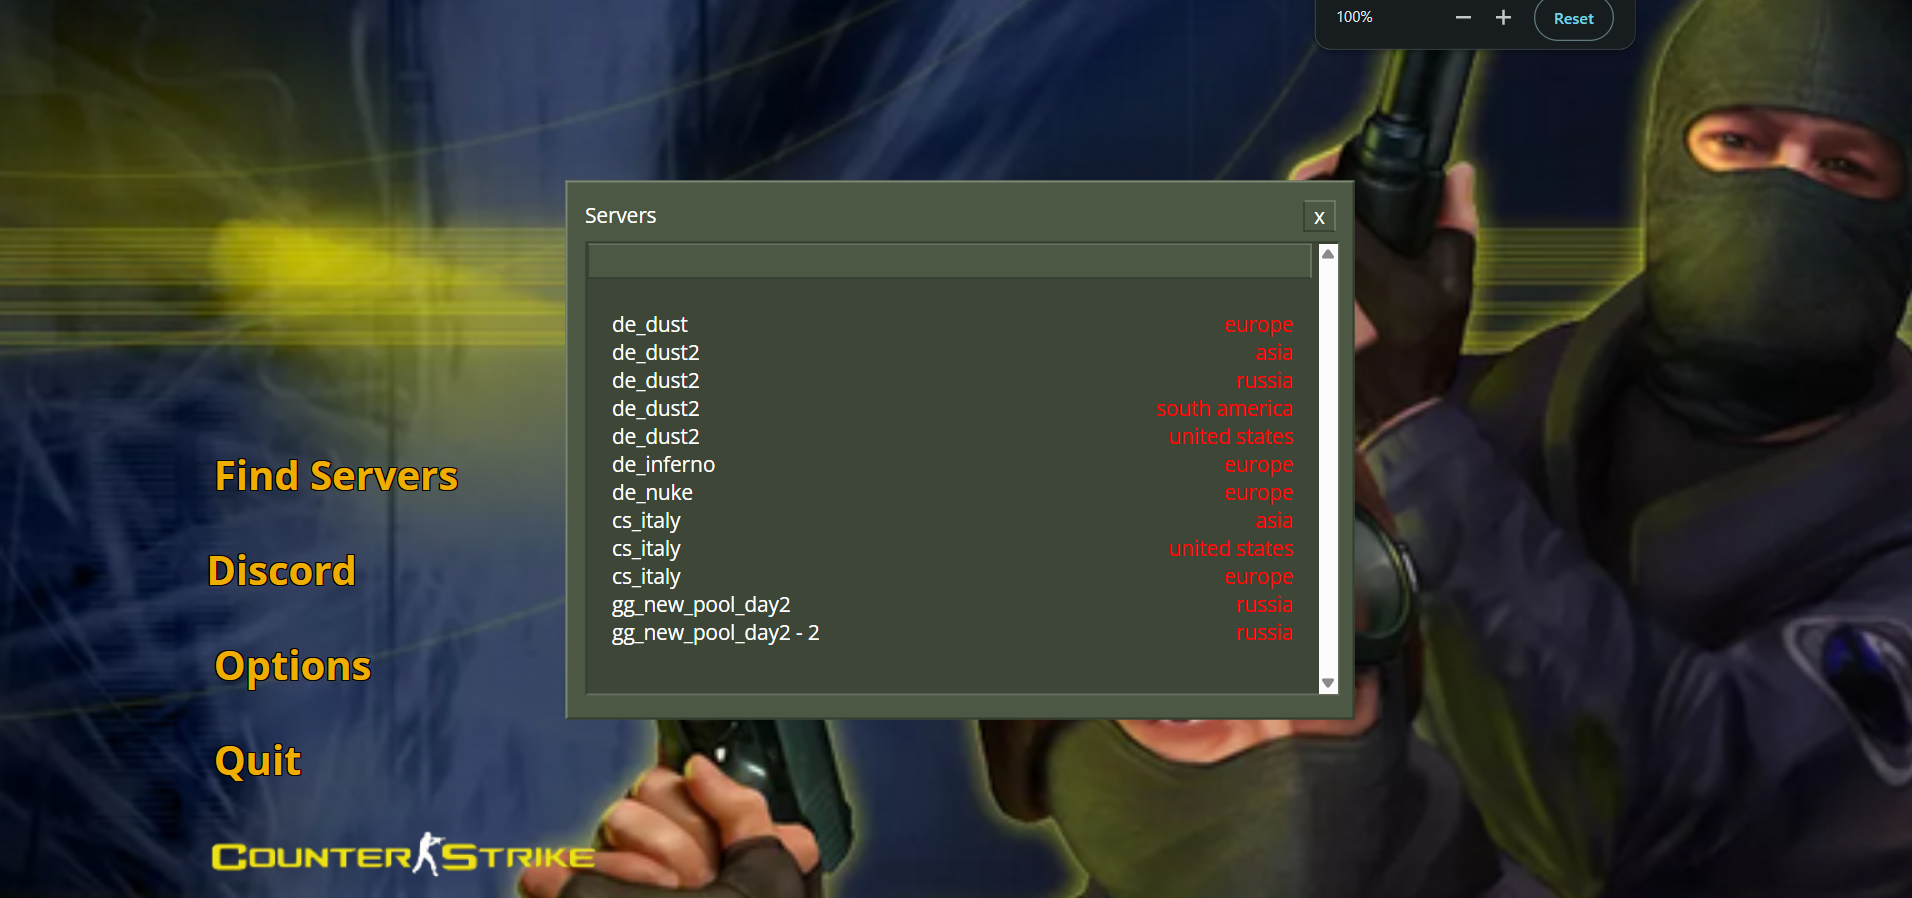 100% − + Reset
Servers x
de_dust europe
de_dust2 asia
de_dust2 russia
de_dust2 south america
de_dust2 united states
de_inferno europe
de_nuke europe
cs_italy asia
cs_italy united states
cs_italy europe
gg_new_pool_day2 russia
gg_new_pool_day2 - 2 russia
Find Servers
Discord
Options
Quit
COUNTER STRIKE